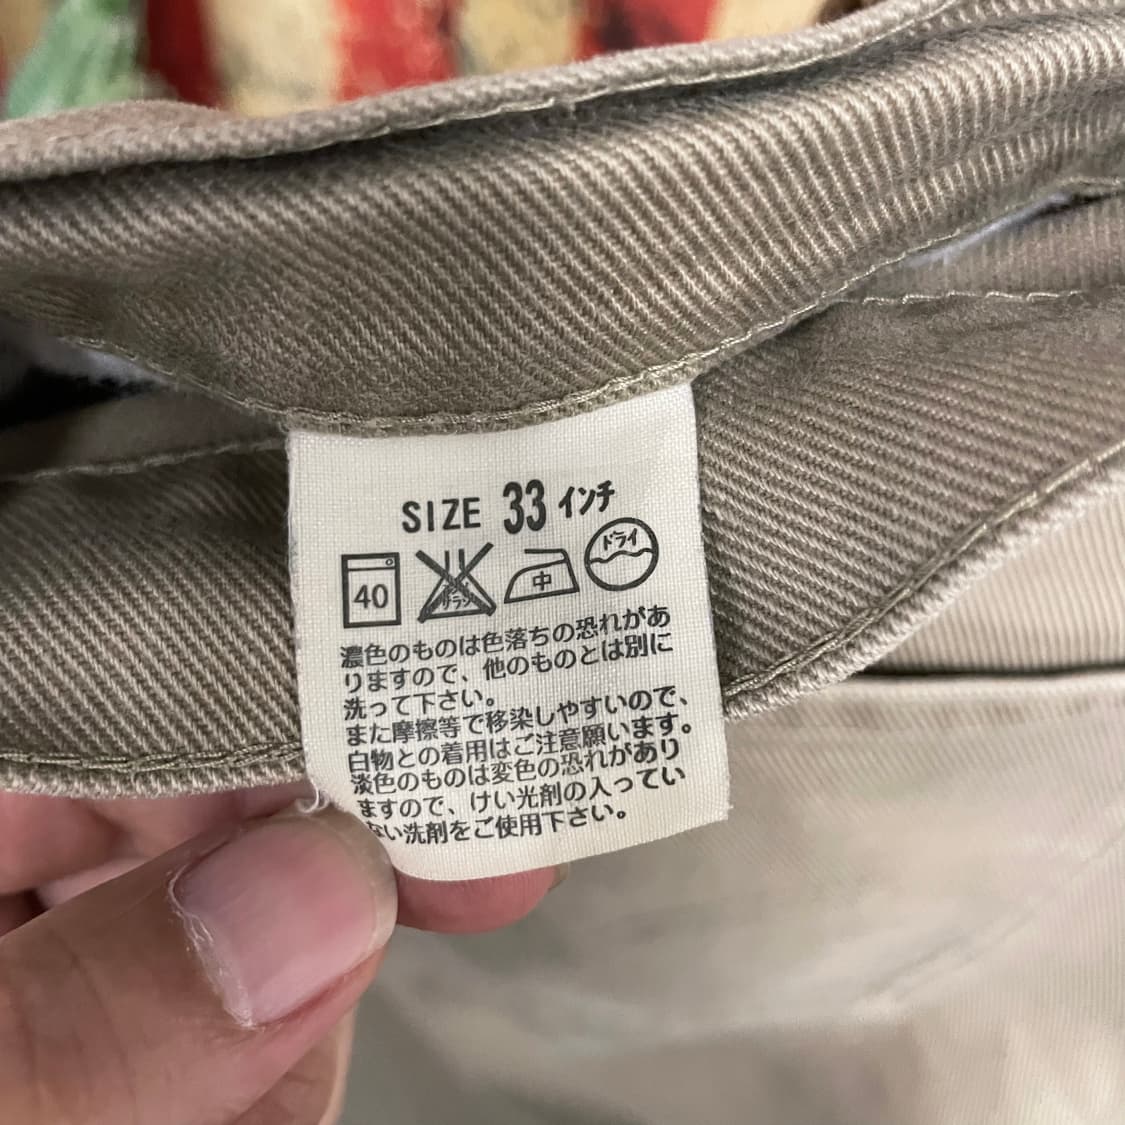 SIZE 33 インチ
40 サラシ 中 ドライ
濃色のものは色落ちの恐れがあ
りますので、他のものとは別に
洗って下さい。
また摩擦等で移染しやすいので、
白物との着用はご注意願います。
淡色のものは変色の恐れがあり
ますので、けい光剤の入ってい
ない洗剤をご使用下さい。